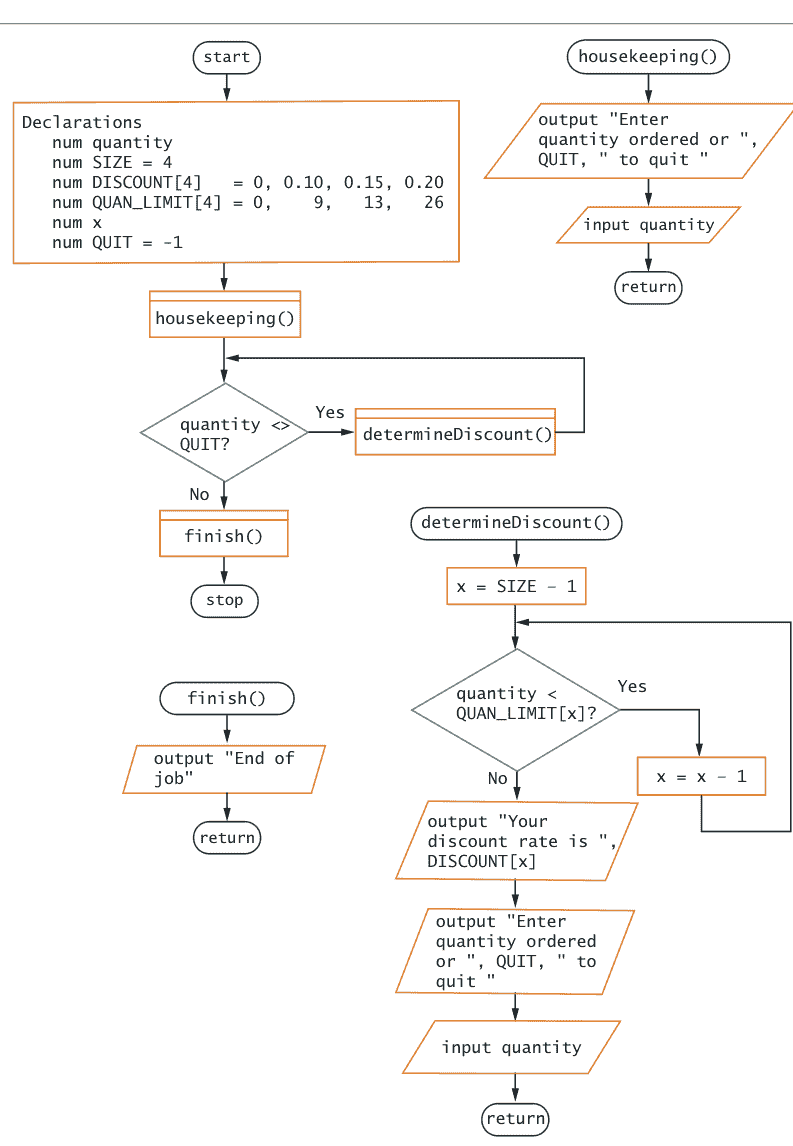 start
Declarations
num quantity
num SIZE = 4
num DISCOUNT[4] = 0, 0.10, 0.15, 0.20
num QUAN_LIMIT[4] = 0, 9, 13, 26
num x
num QUIT = -1
housekeeping()
quantity <>
QUIT?
Yes
determineDiscount()
No
finish()
stop
housekeeping()
output "Enter
quantity ordered or ",
QUIT, " to quit "
input quantity
return
finish()
output "End of
job"
return
determineDiscount()
x = SIZE – 1
quantity <
QUAN_LIMIT[x]?
Yes
x = x – 1
No
output "Your
discount rate is ",
DISCOUNT[x]
output "Enter
quantity ordered
or ", QUIT, " to
quit "
input quantity
return